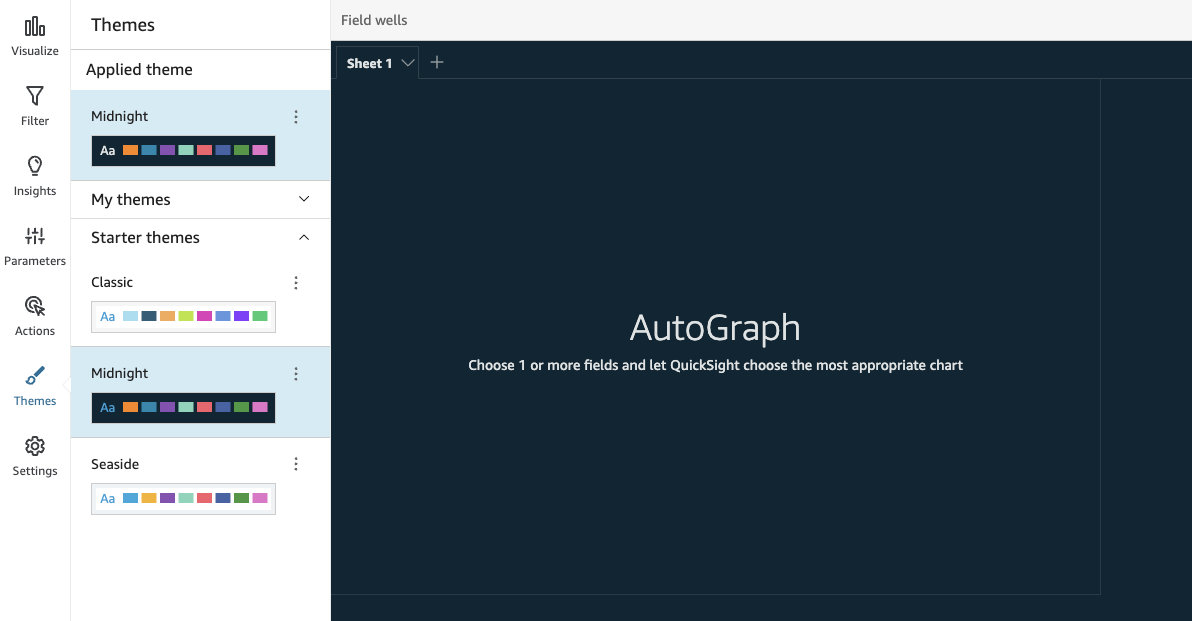 Visualize
Filter
Insights
Parameters
Actions
Themes
Settings
Themes
Applied theme
Midnight
Aa
My themes
Starter themes
Classic
Aa
Midnight
Aa
Seaside
Aa
Field wells
Sheet 1
AutoGraph
Choose 1 or more fields and let QuickSight choose the most appropriate chart